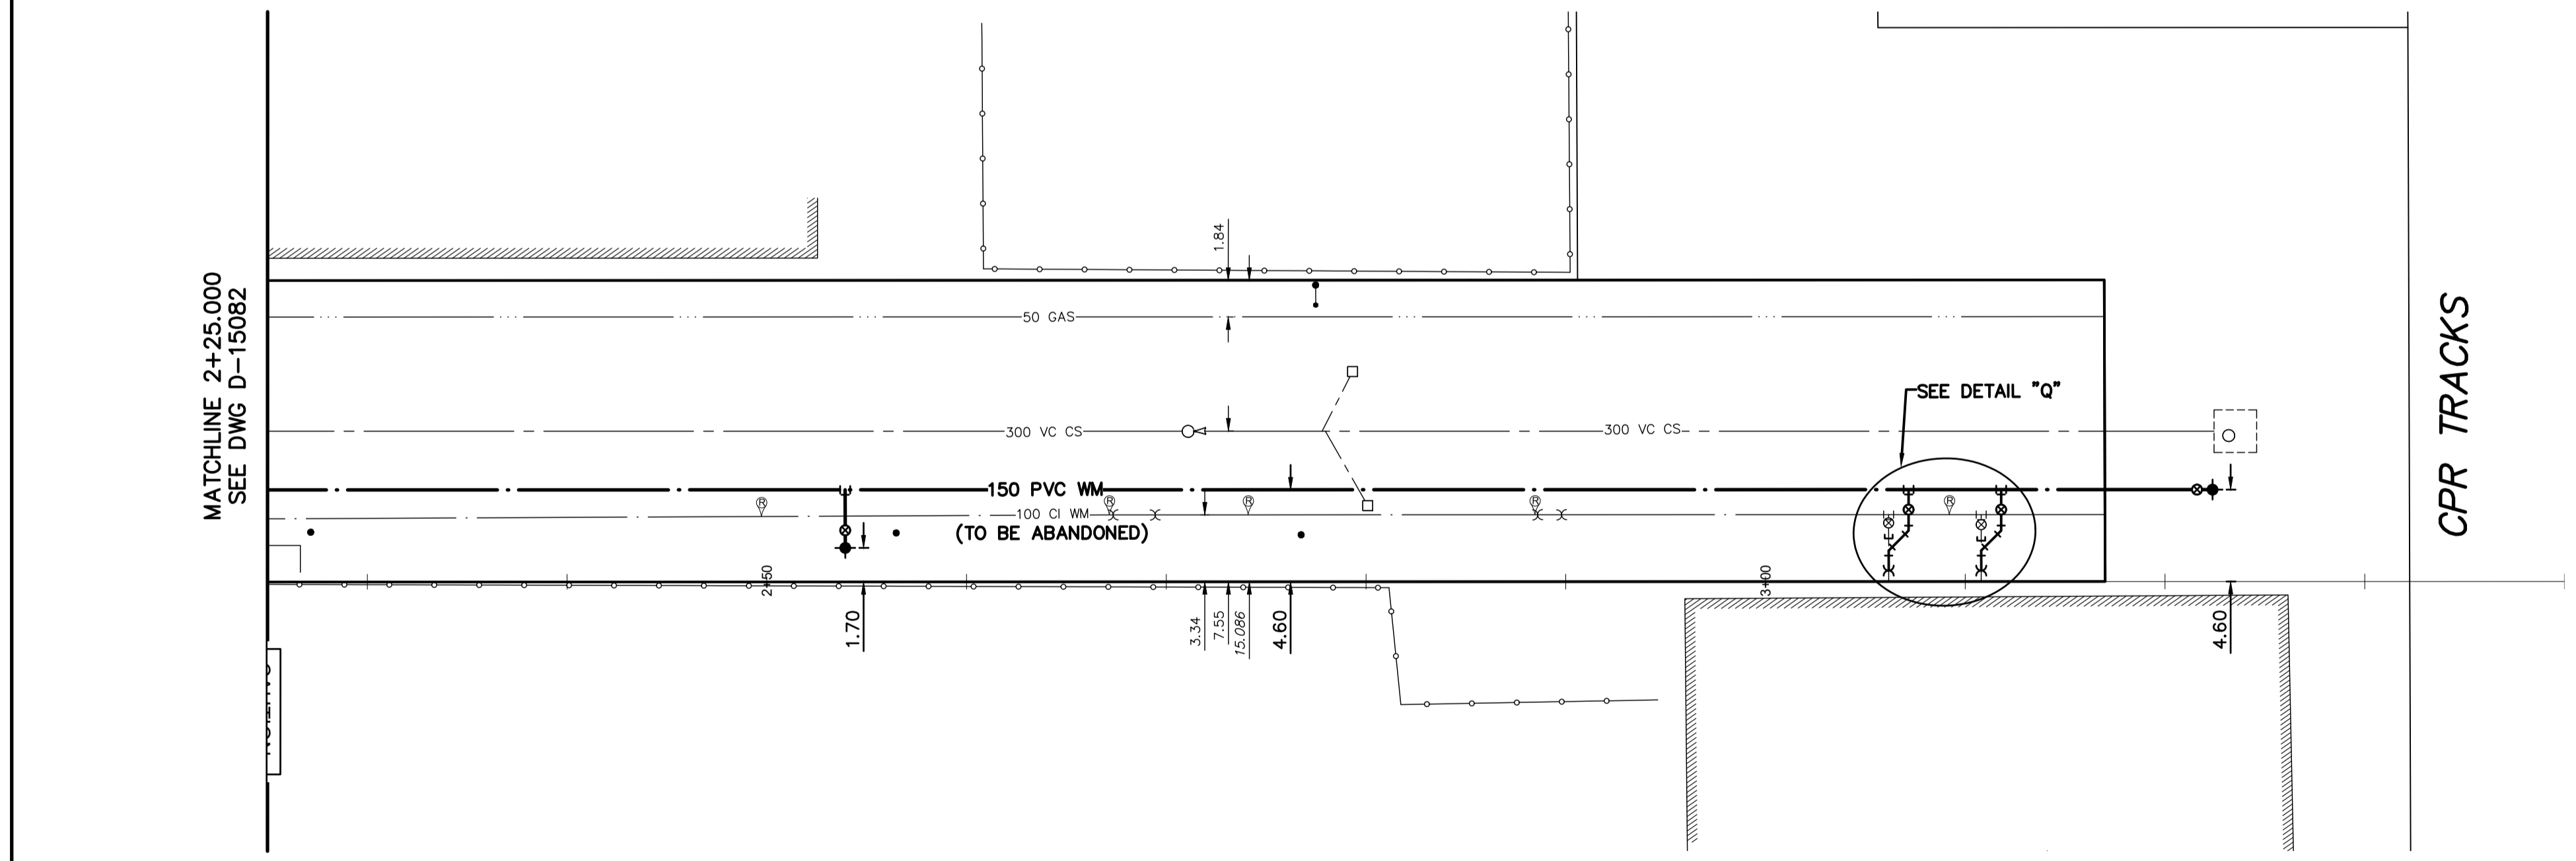 MATCHLINE 2+25.000
SEE DWG D-15082
1.84
50 GAS
SEE DETAIL "Q"
300 VC CS
300 VC CS
150 PVC WM
R
R
R
R
R
100 CI WM
(TO BE ABANDONED)
2+50
3+00
1.70
3.34
7.55
15.086
4.60
4.60
CPR TRACKS